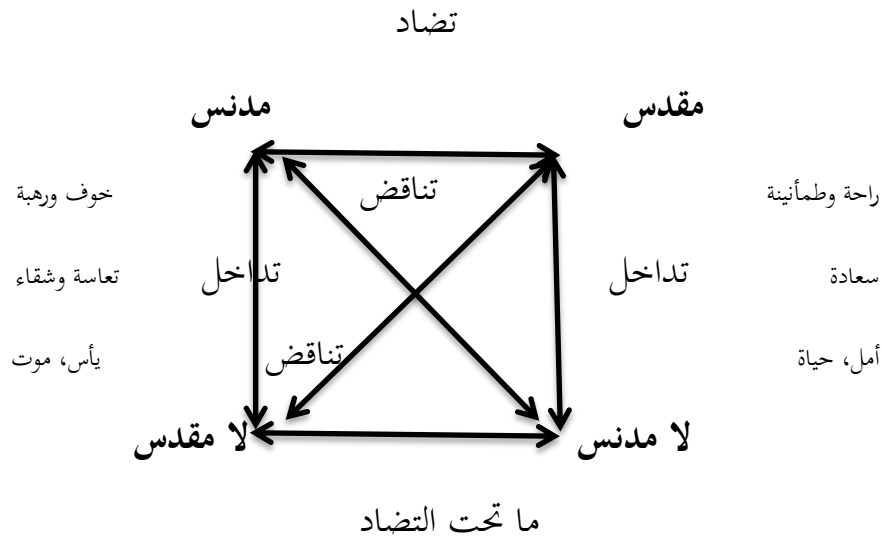 تضاد
مقدس
مدنس
تناقض
راحة وطمأنينة
خوف ورهبة
تداخل
تداخل
سعادة
تعاسة وشقاء
تناقض
أمل، حياة
يأس، موت
لا مدنس
لا مقدس
ما تحت التضاد